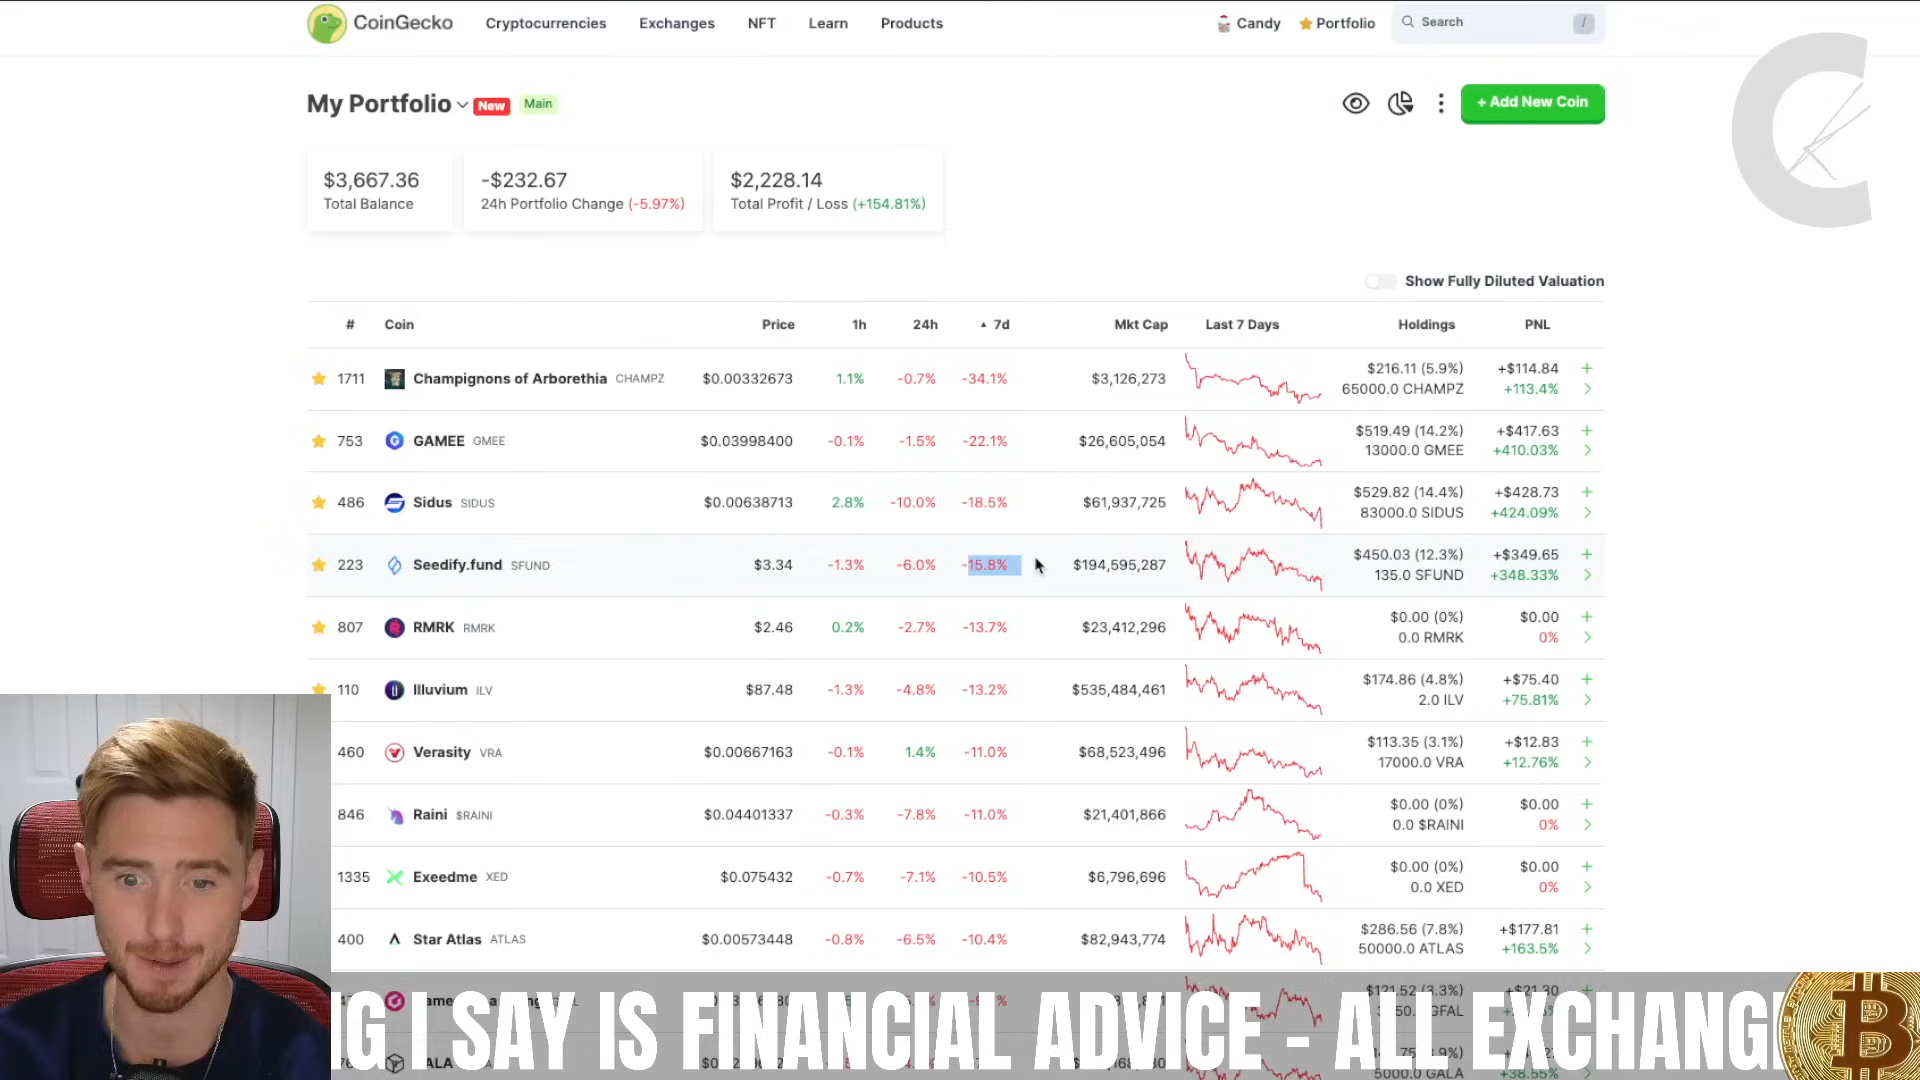 CoinGecko Cryptocurrencies Exchanges NFT Learn Products Candy Portfolio Search /
My Portfolio New Main + Add New Coin
$3,667.36 -$232.67 $2,228.14
Total Balance 24h Portfolio Change (-5.97%) Total Profit / Loss (+154.81%)
Show Fully Diluted Valuation
# Coin Price 1h 24h 7d Mkt Cap Last 7 Days Holdings PNL
1711 Champignons of Arborethia CHAMPZ $0.00332673 1.1% -0.7% -34.1% $3,126,273 $216.11 (5.9%) +$114.84
65000.0 CHAMPZ +113.4%
753 GAMEE GMEE $0.03998400 -0.1% -1.5% -22.1% $26,605,054 $519.49 (14.2%) +$417.63
13000.0 GMEE +410.03%
486 Sidus SIDUS $0.00638713 2.8% -10.0% -18.5% $61,937,725 $529.82 (14.4%) +$428.73
83000.0 SIDUS +424.09%
223 Seedify.fund SFUND $3.34 -1.3% -6.0% -15.8% $194,595,287 $450.03 (12.3%) +$349.65
135.0 SFUND +348.33%
807 RMRK RMRK $2.46 0.2% -2.7% -13.7% $23,412,296 $0.00 (0%) $0.00
0.0 RMRK 0%
110 Illuvium ILV $87.48 -1.3% -4.8% -13.2% $535,484,461 $174.86 (4.8%) +$75.40
2.0 ILV +75.81%
460 Verasity VRA $0.00667163 -0.1% 1.4% -11.0% $68,523,496 $113.35 (3.1%) +$12.83
17000.0 VRA +12.76%
846 Raini $RAINI $0.04401337 -0.3% -7.8% -11.0% $21,401,866 $0.00 (0%) $0.00
0.0 $RAINI 0%
1335 Exeedme XED $0.075432 -0.7% -7.1% -10.5% $6,796,696 $0.00 (0%) $0.00
0.0 XED 0%
400 Star Atlas ATLAS $0.00573448 -0.8% -6.5% -10.4% $82,943,774 $286.56 (7.8%) +$177.81
50000.0 ATLAS +163.5%
$121.52 (3.3%) +$21.30
GFAL
NG I SAY IS FINANCIAL ADVICE - ALL EXCHANG
5000.0 GALA +38.55%